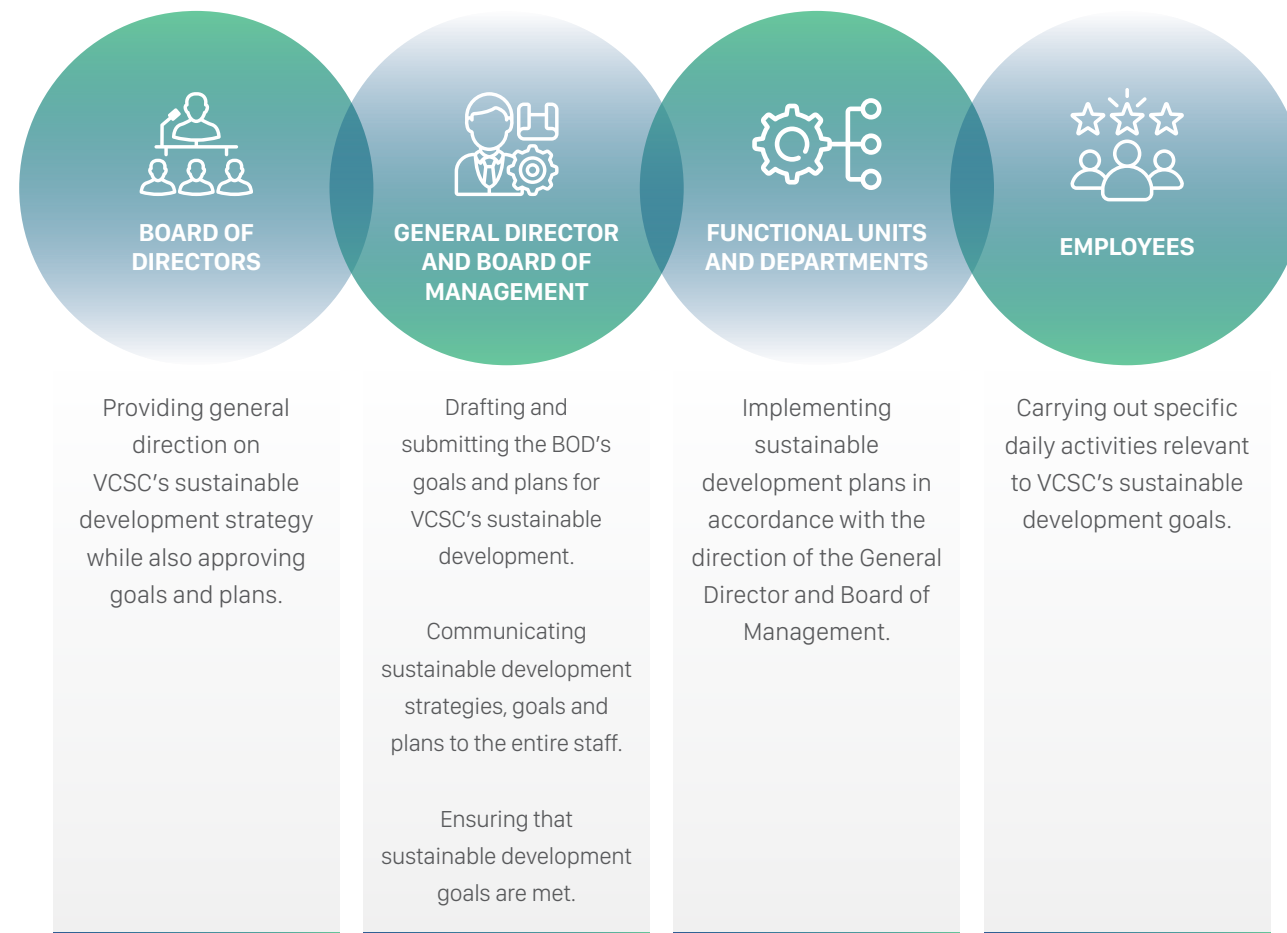 BOARD OF
DIRECTORS
Providing general
direction on
VCSC's sustainable
development strategy
while also approving
goals and plans.
GENERAL DIRECTOR
AND BOARD OF
MANAGEMENT
Drafting and
submitting the BOD's
goals and plans for
VCSC's sustainable
development.
Communicating
sustainable development
strategies, goals and
plans to the entire staff.
Ensuring that
sustainable development
goals are met.
FUNCTIONAL UNITS
AND DEPARTMENTS
Implementing
sustainable
development plans in
accordance with the
direction of the General
Director and Board of
Management.
EMPLOYEES
Carrying out specific
daily activities relevant
to VCSC's sustainable
development goals.